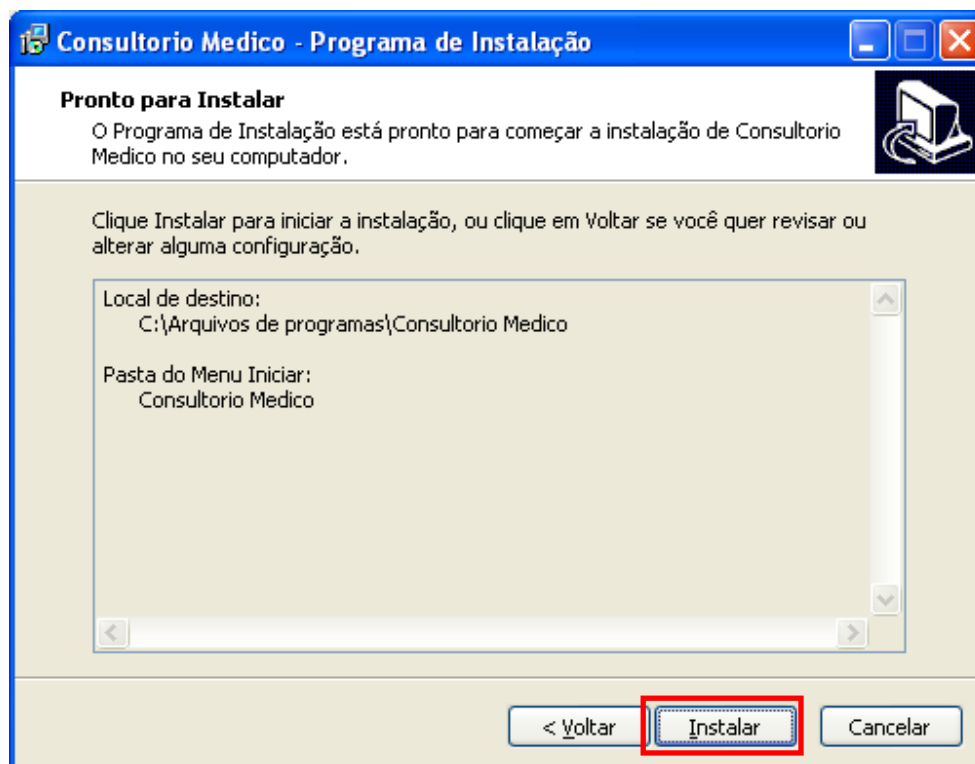 Consultorio Medico - Programa de Instalação
Pronto para Instalar
O Programa de Instalação está pronto para começar a instalação de Consultorio
Medico no seu computador.
Clique Instalar para iniciar a instalação, ou clique em Voltar se você quer revisar ou
alterar alguma configuração.
Local de destino:
C:\Arquivos de programas\Consultorio Medico
Pasta do Menu Iniciar:
Consultorio Medico
< Voltar Instalar Cancelar